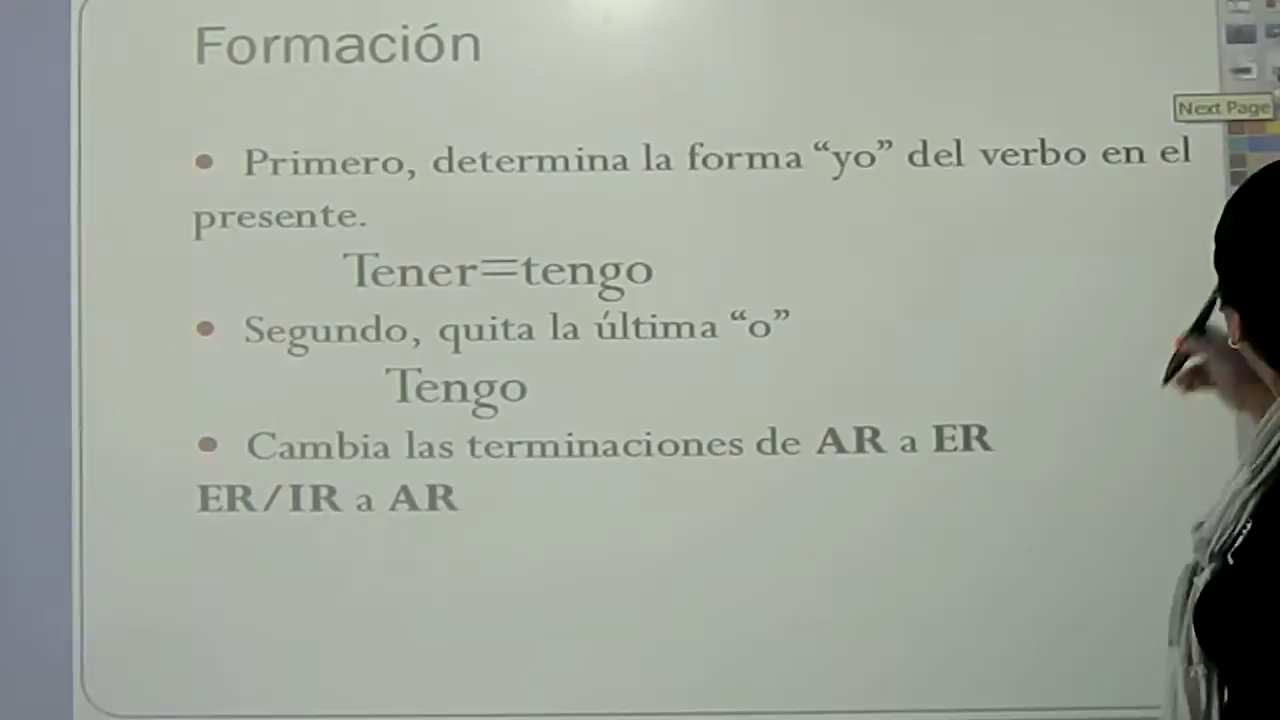 Formación
Next Page
• Primero, determina la forma “yo” del verbo en el
presente.
Tener=tengo
• Segundo, quita la última “o”
Tengo
• Cambia las terminaciones de AR a ER
ER/IR a AR